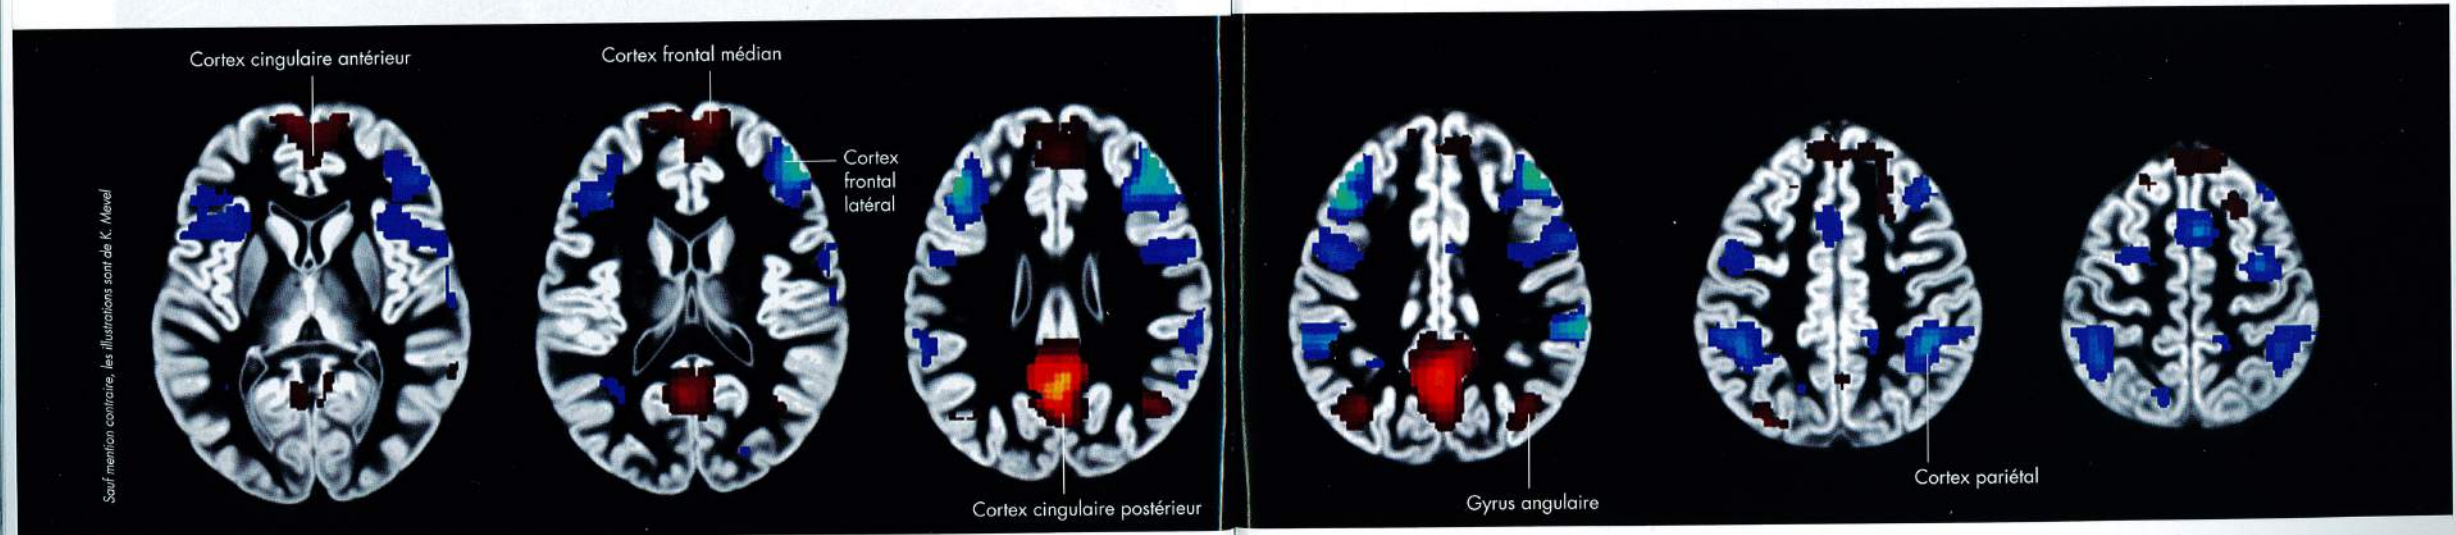 Cortex cingulaire antérieur
Cortex frontal médian
Cortex
frontal
latéral
Sauf mention contraire, les illustrations sont de K. Mevel
Cortex cingulaire postérieur
Gyrus angulaire
Cortex pariétal